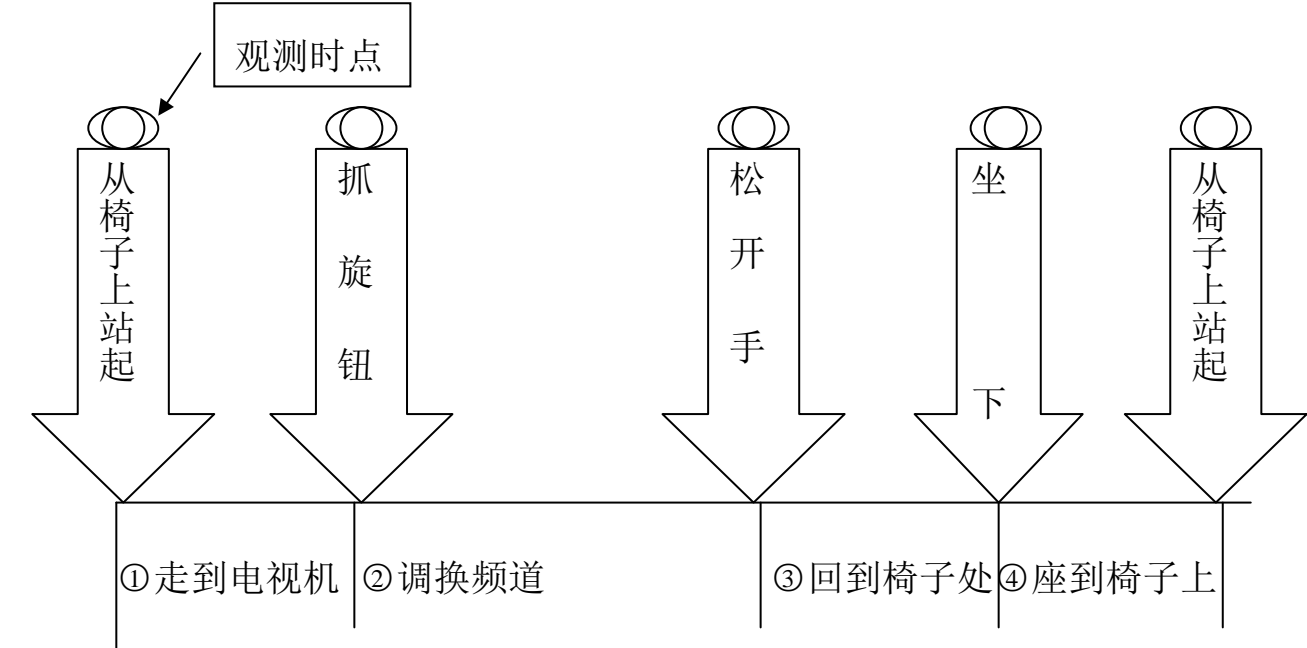 观测时点
从椅子上站起
抓旋钮
松开手
坐下
从椅子上站起
①走到电视机
②调换频道
③回到椅子处
④座到椅子上